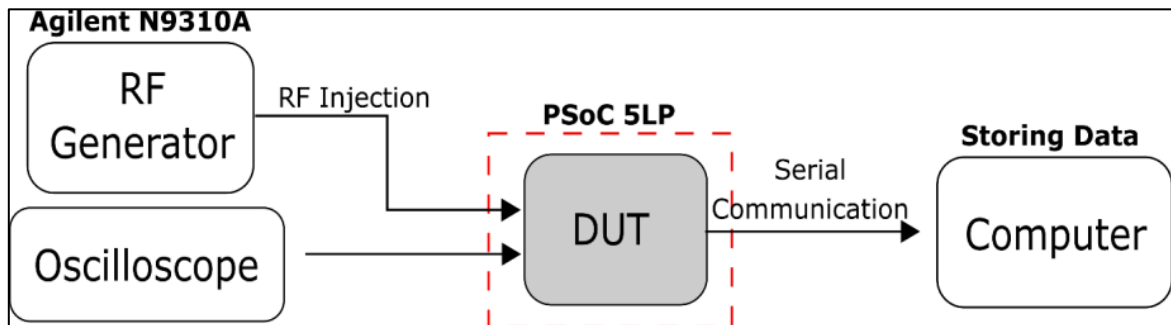 Agilent N9310A
RF
Generator
RF Injection
Oscilloscope
PSoC 5LP
DUT
Serial
Communication
Storing Data
Computer